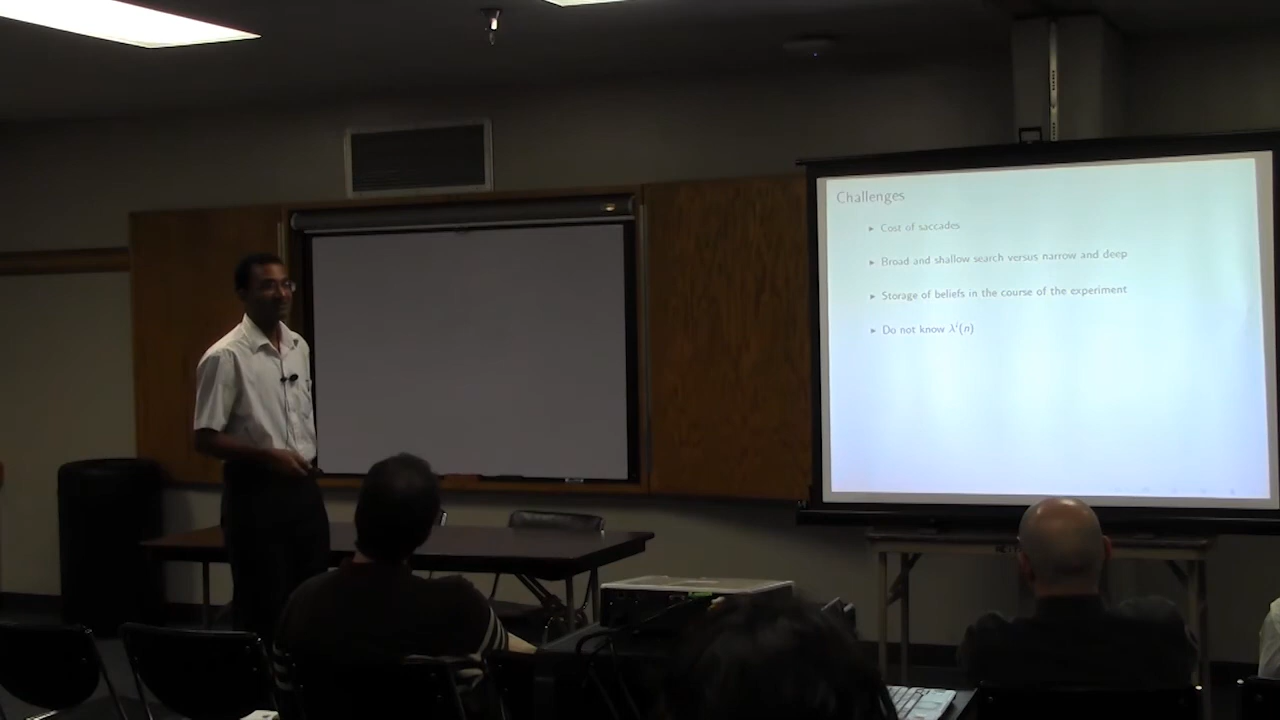 Challenges
▸ Cost of saccades
▸ Broad and shallow search versus narrow and deep
▸ Storage of beliefs in the course of the experiment
▸ Do not know λⁱ(n)